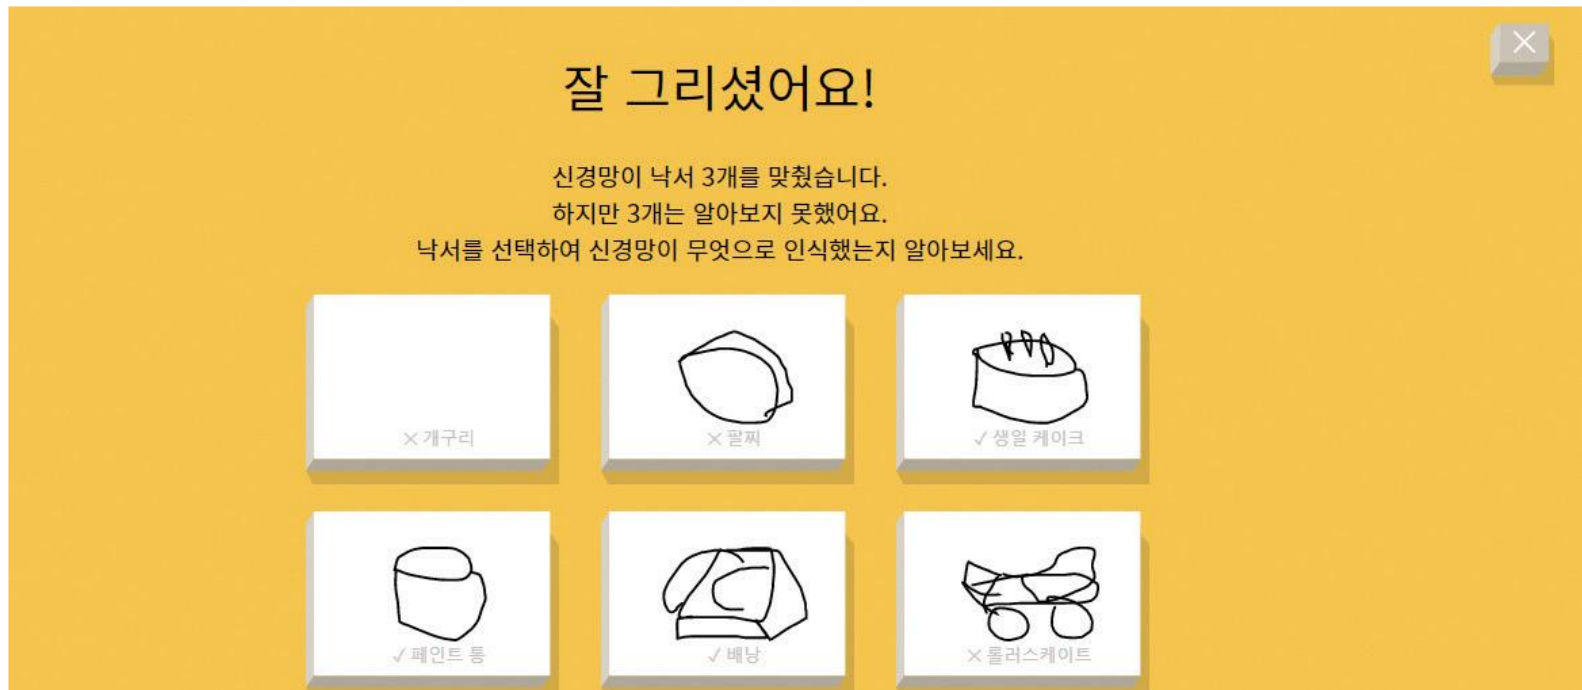 잘 그리셨어요!
신경망이 낙서 3개를 맞췄습니다.
하지만 3개는 알아보지 못했어요.
낙서를 선택하여 신경망이 무엇으로 인식했는지 알아보세요.
× 개구리
× 팔찌
✓ 생일 케이크
✓ 페인트 통
✓ 배낭
× 롤러스케이트